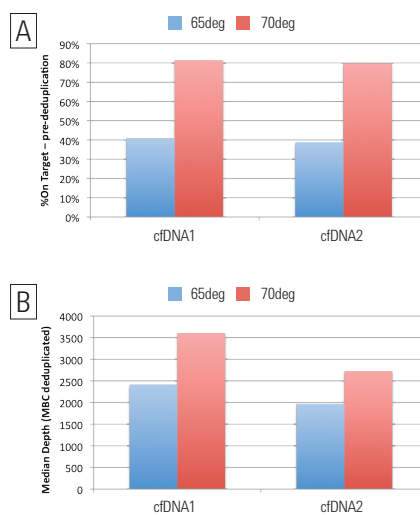 A
65deg 70deg
%On Target – pre-deduplication
90%
80%
70%
60%
50%
40%
30%
20%
10%
0%
cfDNA1 cfDNA2
B
65deg 70deg
Median Depth (MBC deduplicated)
4000
3500
3000
2500
2000
1500
1000
500
0
cfDNA1 cfDNA2